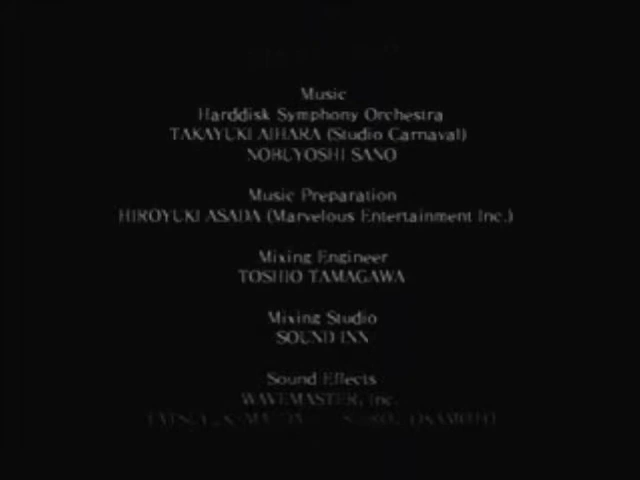 Music
Harddisk Symphony Orchestra
TAKAYUKI AIHARA (Studio Carnaval)
NOBUYOSHI SANO
Music Preparation
HIROYUKI ASADA (Marvelous Entertainment Inc.)
Mixing Engineer
TOSHIO TAMAGAWA
Mixing Studio
SOUND INN
Sound Effects
WAVEMASTER, Inc.